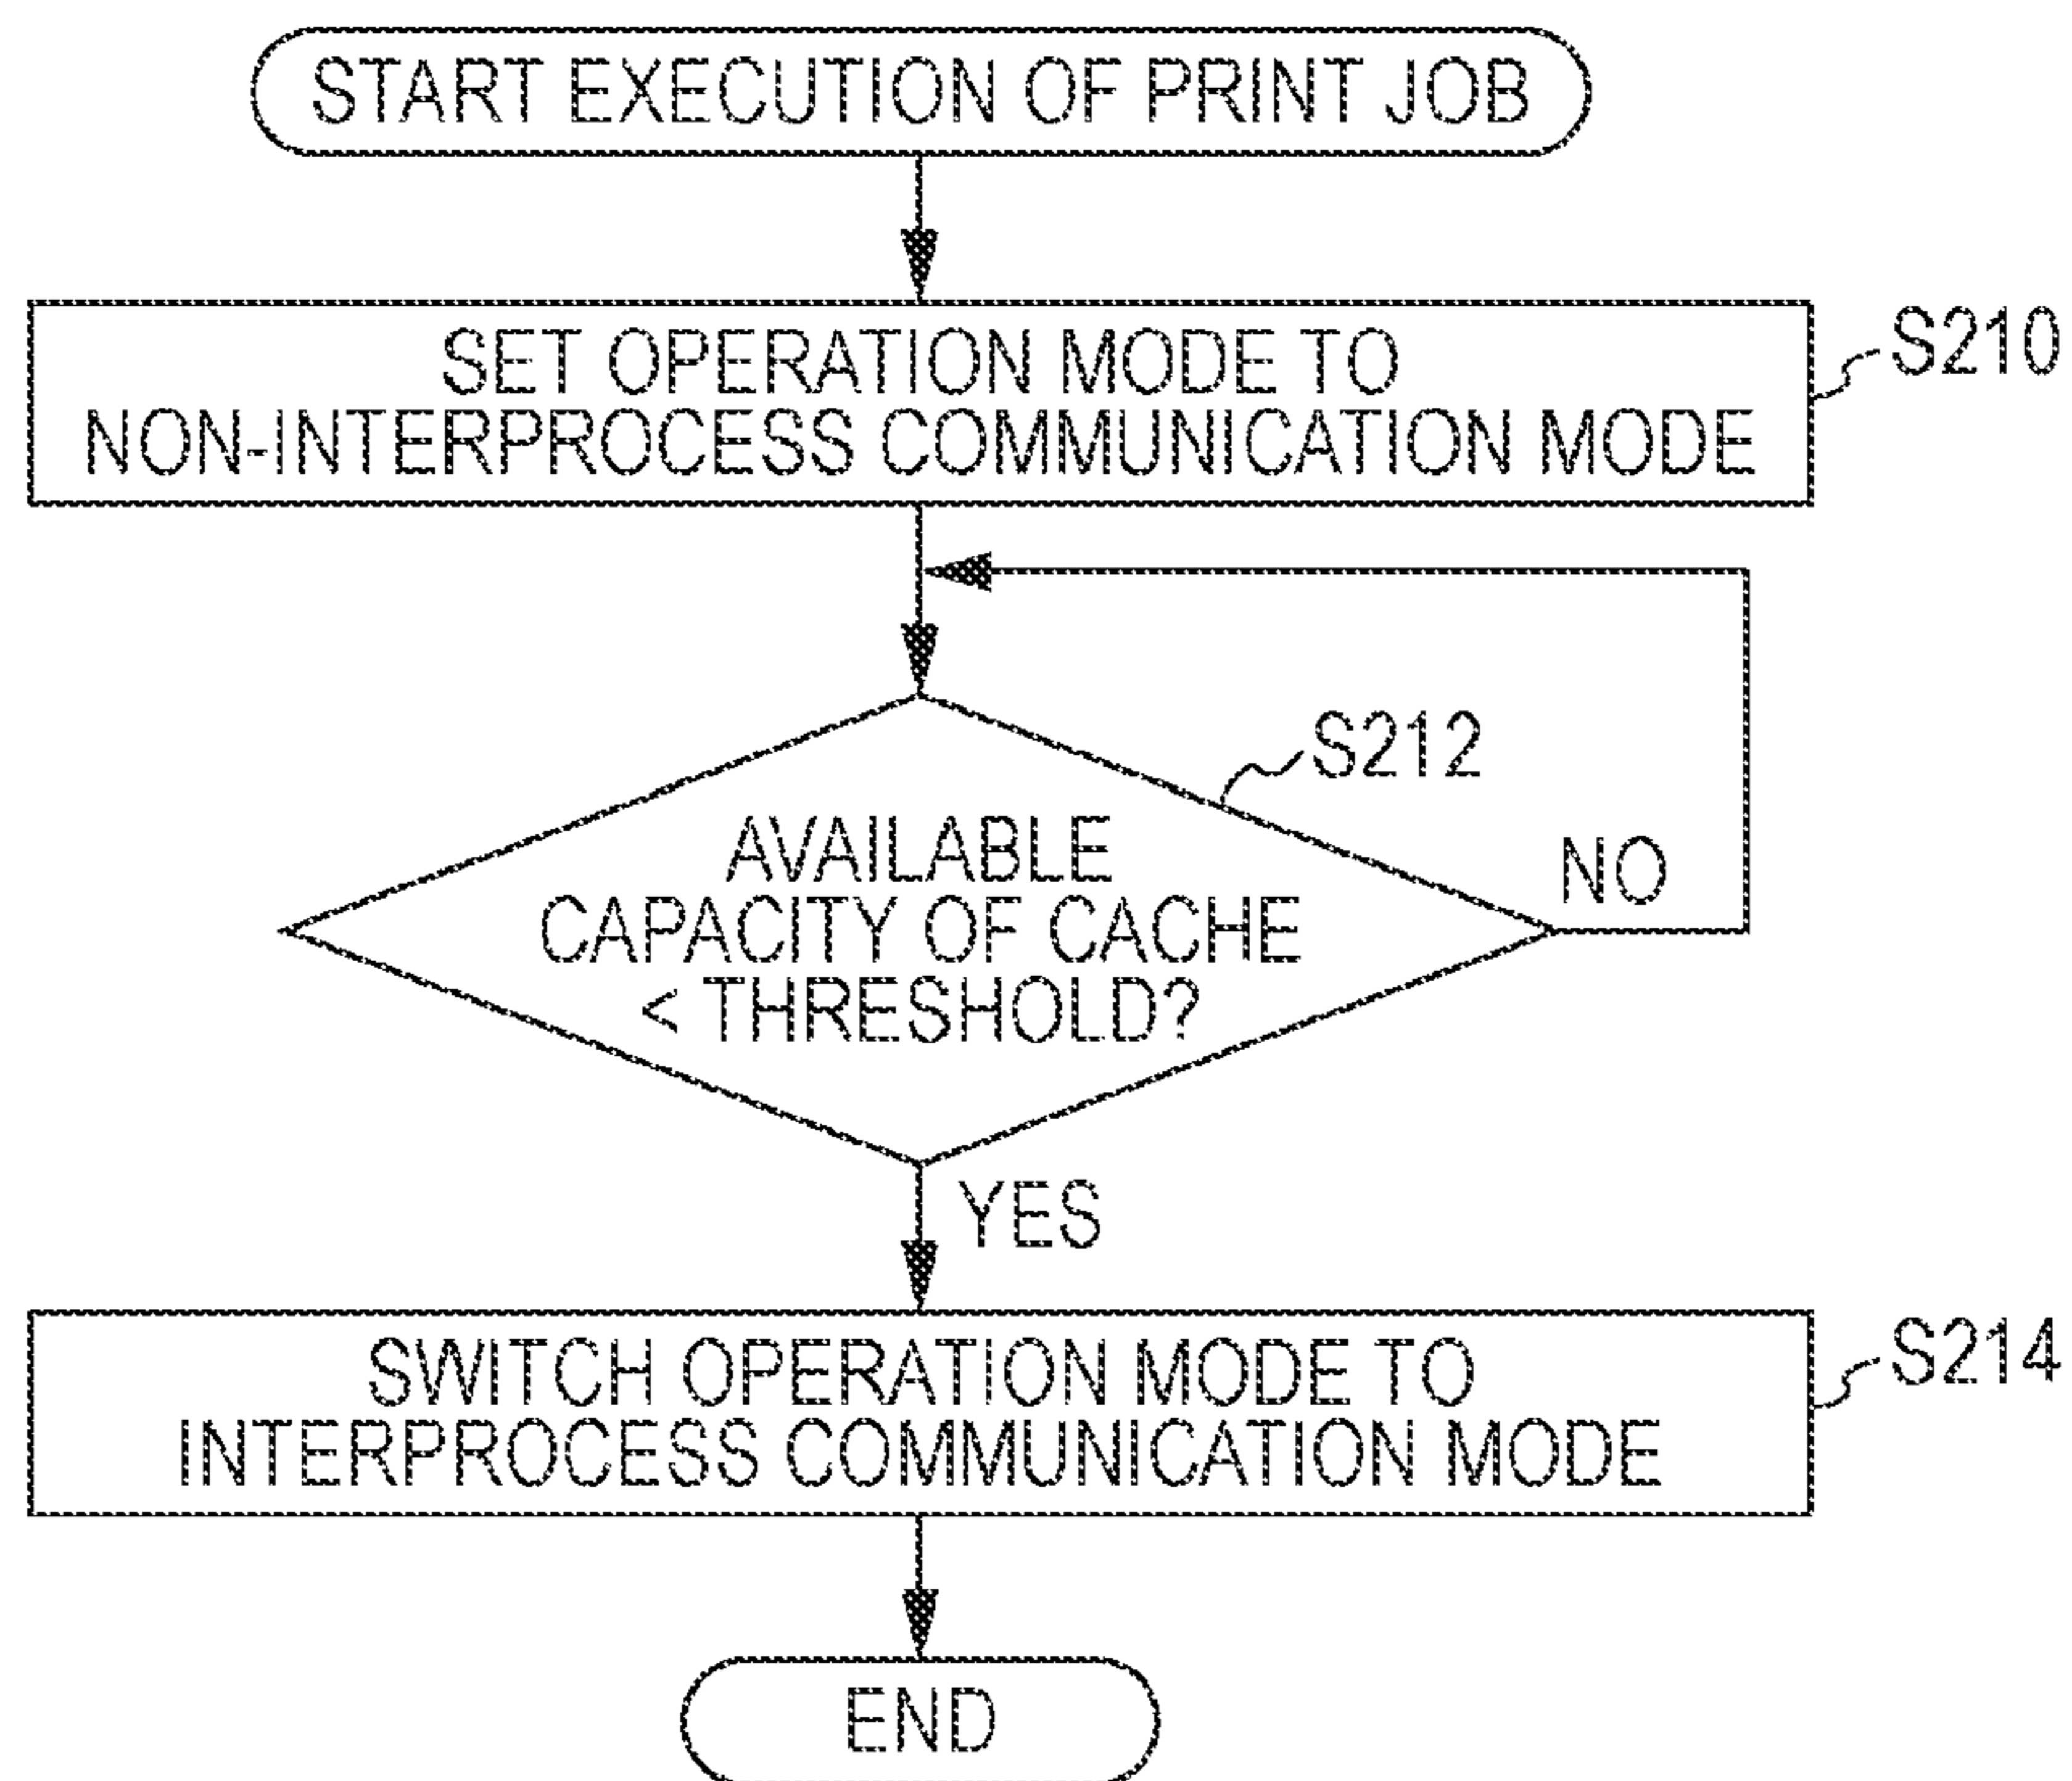 START EXECUTION OF PRINT JOB
SET OPERATION MODE TO
NON-INTERPROCESS COMMUNICATION MODE
S210
S212
AVAILABLE
CAPACITY OF CACHE
< THRESHOLD?
NO
YES
SWITCH OPERATION MODE TO
INTERPROCESS COMMUNICATION MODE
S214
END